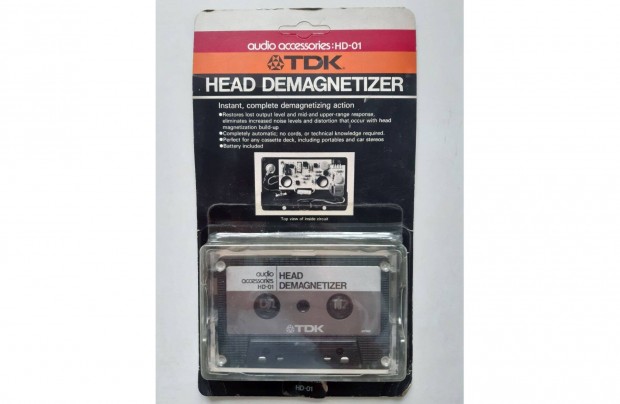 audio accessories:HD-01
TDK
HEAD DEMAGNETIZER
Instant, complete demagnetizing action
●Restores lost output level and mid-and upper-range response,
eliminates increased noise levels and distortion that occur with head
magnetization build-up
●Completely automatic, no cords, or technical knowledge required.
●Perfect for any cassette deck, including portables and car stereos
●Battery included
Top view of inside circuit
audio
accessories
HD-01
HEAD
DEMAGNETIZER
TDK
HD-01